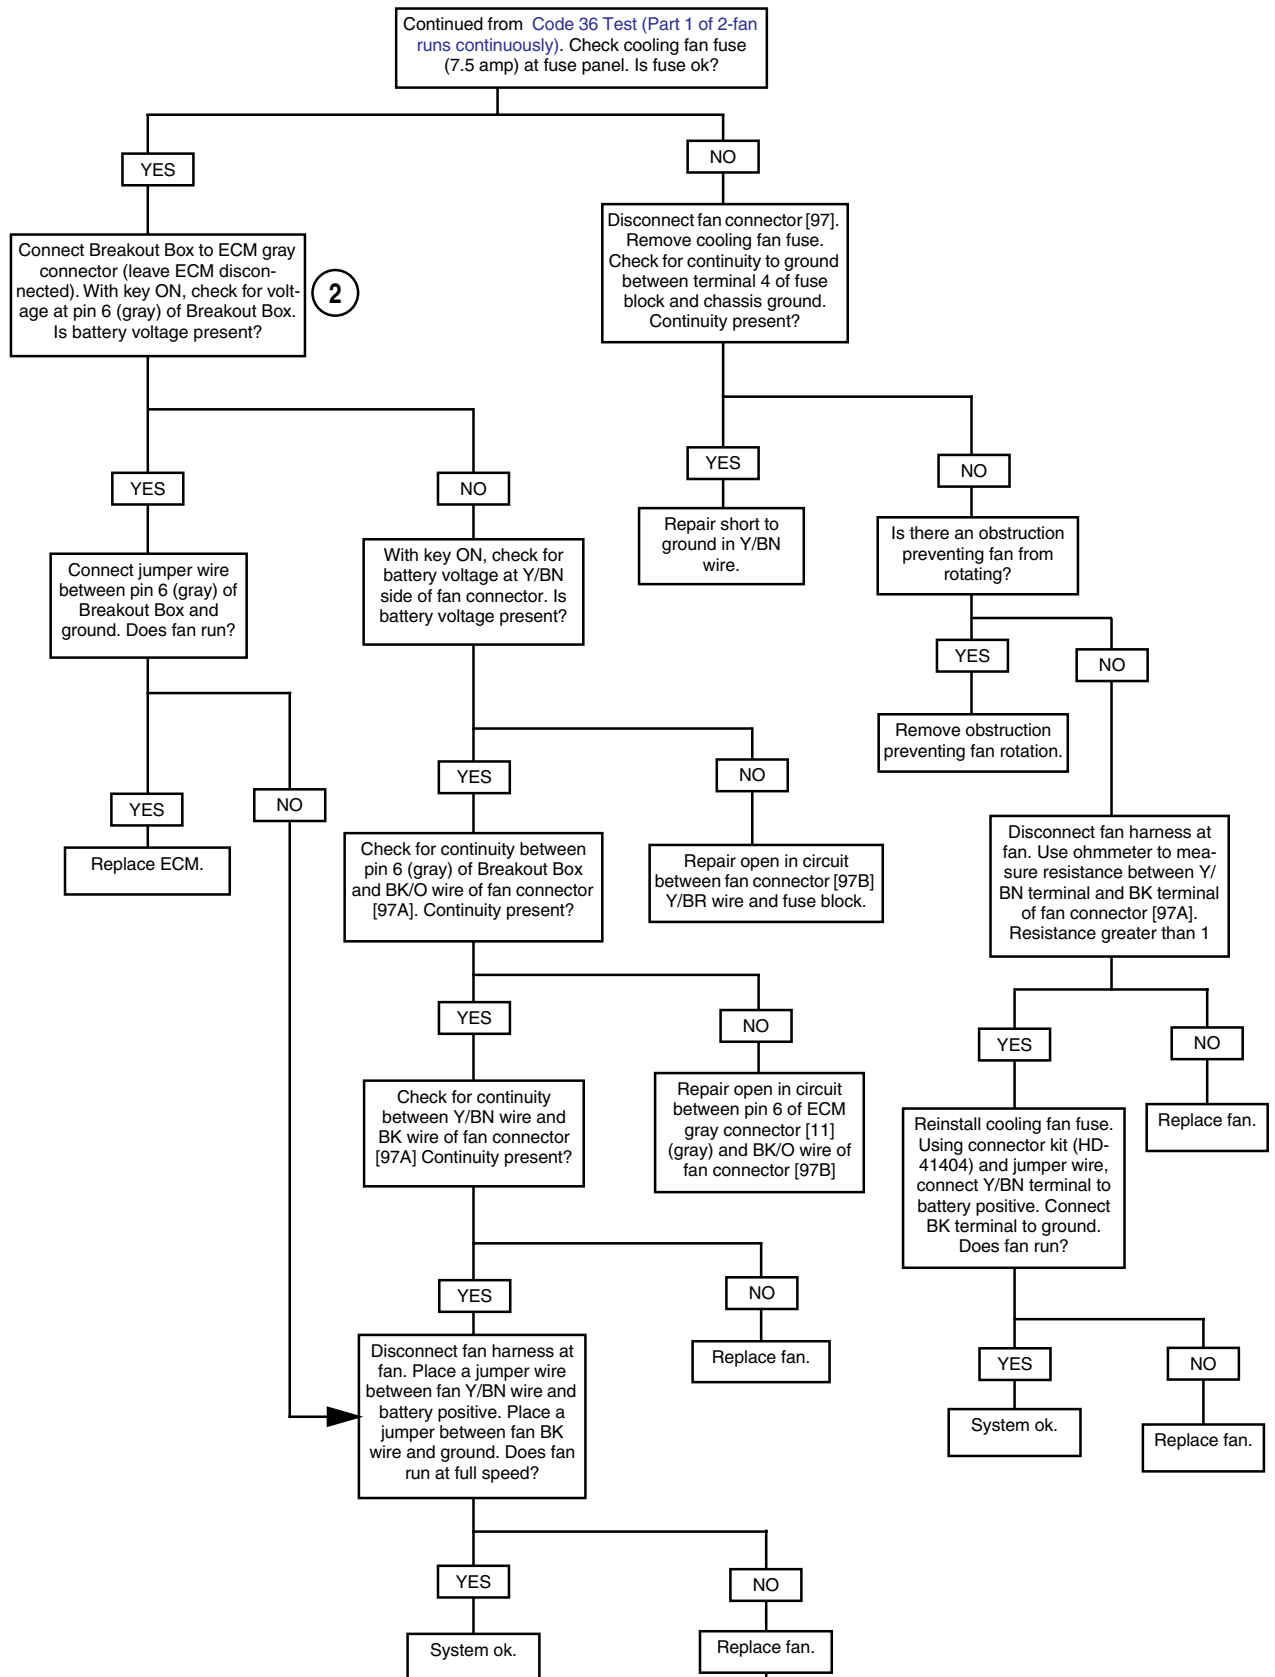 Continued from Code 36 Test (Part 1 of 2-fan
runs continuously). Check cooling fan fuse
(7.5 amp) at fuse panel. Is fuse ok?
YES
NO
Connect Breakout Box to ECM gray
connector (leave ECM discon-
nected). With key ON, check for volt-
age at pin 6 (gray) of Breakout Box.
Is battery voltage present?
2
Disconnect fan connector [97].
Remove cooling fan fuse.
Check for continuity to ground
between terminal 4 of fuse
block and chassis ground.
Continuity present?
YES
NO
YES
NO
Connect jumper wire
between pin 6 (gray) of
Breakout Box and
ground. Does fan run?
With key ON, check for
battery voltage at Y/BN
side of fan connector. Is
battery voltage present?
Repair short to
ground in Y/BN
wire.
Is there an obstruction
preventing fan from
rotating?
YES
NO
Remove obstruction
preventing fan rotation.
YES
NO
YES
NO
Replace ECM.
Check for continuity between
pin 6 (gray) of Breakout Box
and BK/O wire of fan connector
[97A]. Continuity present?
Repair open in circuit
between fan connector [97B]
Y/BR wire and fuse block.
Disconnect fan harness at
fan. Use ohmmeter to mea-
sure resistance between Y/
BN terminal and BK terminal
of fan connector [97A].
Resistance greater than 1
YES
NO
YES
NO
Check for continuity
between Y/BN wire and
BK wire of fan connector
[97A] Continuity present?
Repair open in circuit
between pin 6 of ECM
gray connector [11]
(gray) and BK/O wire of
fan connector [97B]
Reinstall cooling fan fuse.
Using connector kit (HD-
41404) and jumper wire,
connect Y/BN terminal to
battery positive. Connect
BK terminal to ground.
Does fan run?
Replace fan.
YES
NO
Disconnect fan harness at
fan. Place a jumper wire
between fan Y/BN wire and
battery positive. Place a
jumper between fan BK
wire and ground. Does fan
run at full speed?
Replace fan.
YES
NO
System ok.
Replace fan.
YES
NO
System ok.
Replace fan.